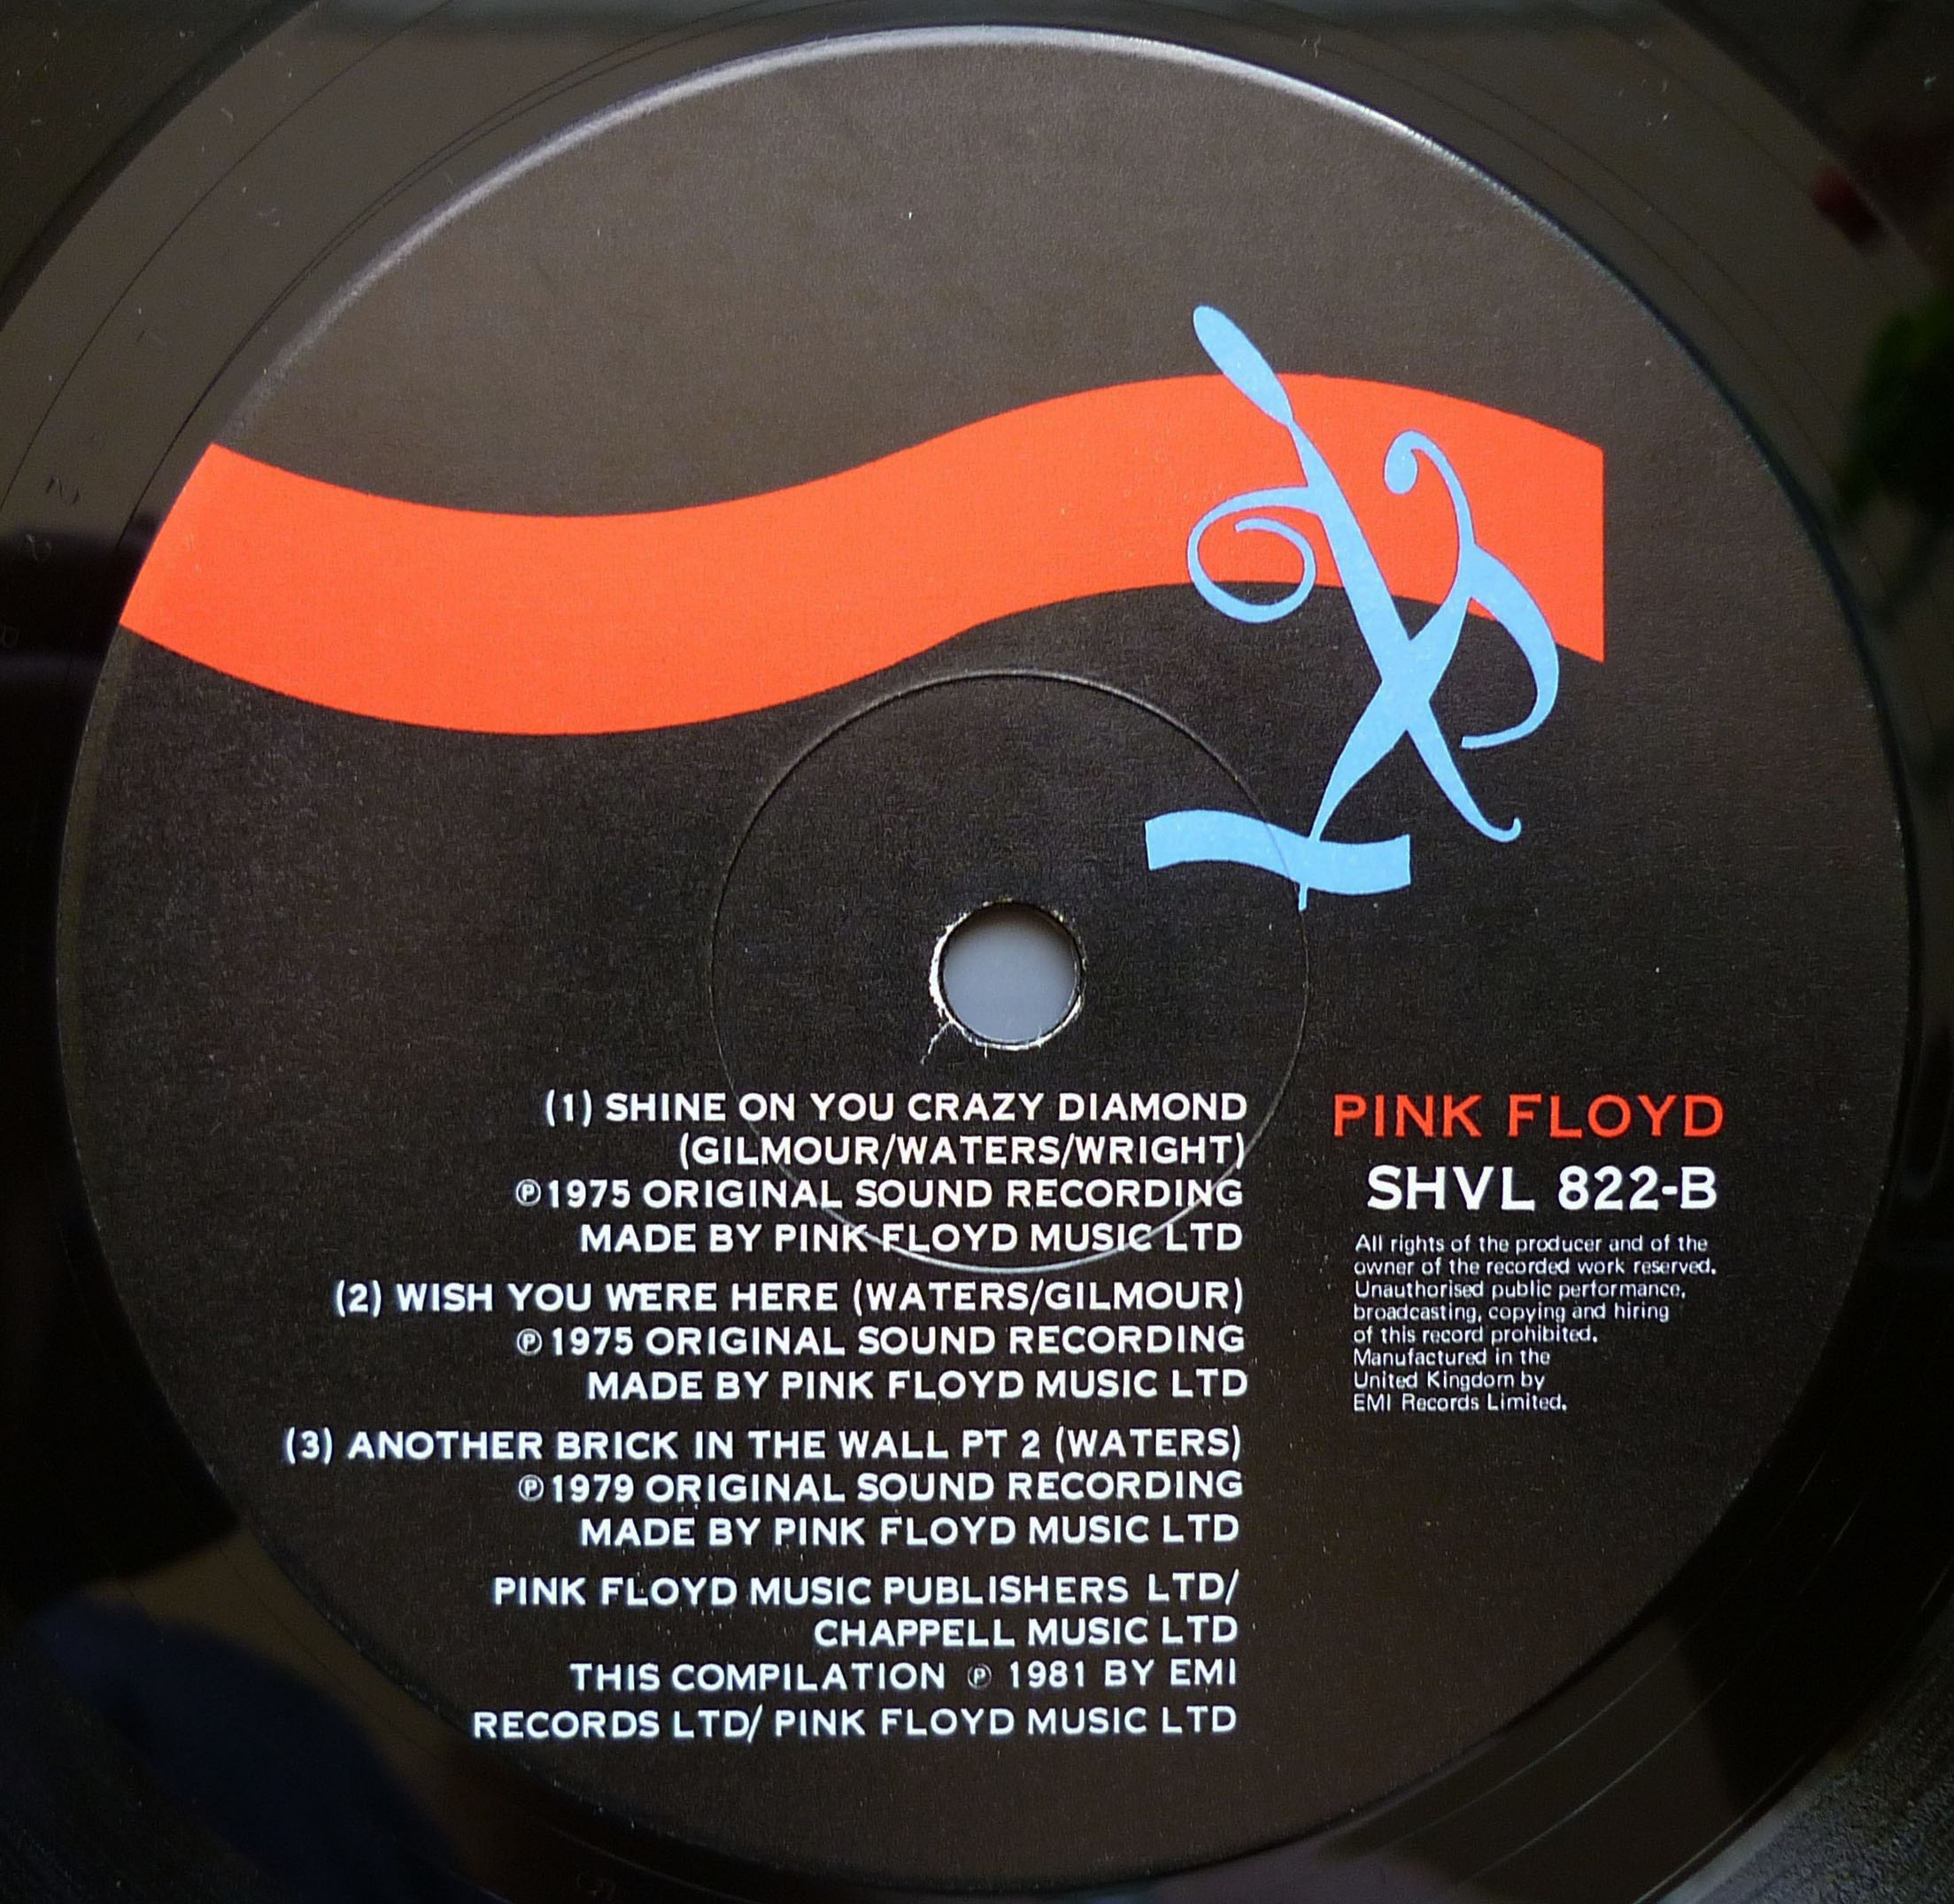 (1) SHINE ON YOU CRAZY DIAMOND
(GILMOUR/WATERS/WRIGHT)
℗1975 ORIGINAL SOUND RECORDING
MADE BY PINK FLOYD MUSIC LTD
(2) WISH YOU WERE HERE (WATERS/GILMOUR)
℗1975 ORIGINAL SOUND RECORDING
MADE BY PINK FLOYD MUSIC LTD
(3) ANOTHER BRICK IN THE WALL PT 2 (WATERS)
℗1979 ORIGINAL SOUND RECORDING
MADE BY PINK FLOYD MUSIC LTD
PINK FLOYD MUSIC PUBLISHERS LTD/
CHAPPELL MUSIC LTD
THIS COMPILATION ℗ 1981 BY EMI
RECORDS LTD/ PINK FLOYD MUSIC LTD
PINK FLOYD
SHVL 822-B
All rights of the producer and of the
owner of the recorded work reserved.
Unauthorised public performance,
broadcasting, copying and hiring
of this record prohibited.
Manufactured in the
United Kingdom by
EMI Records Limited.